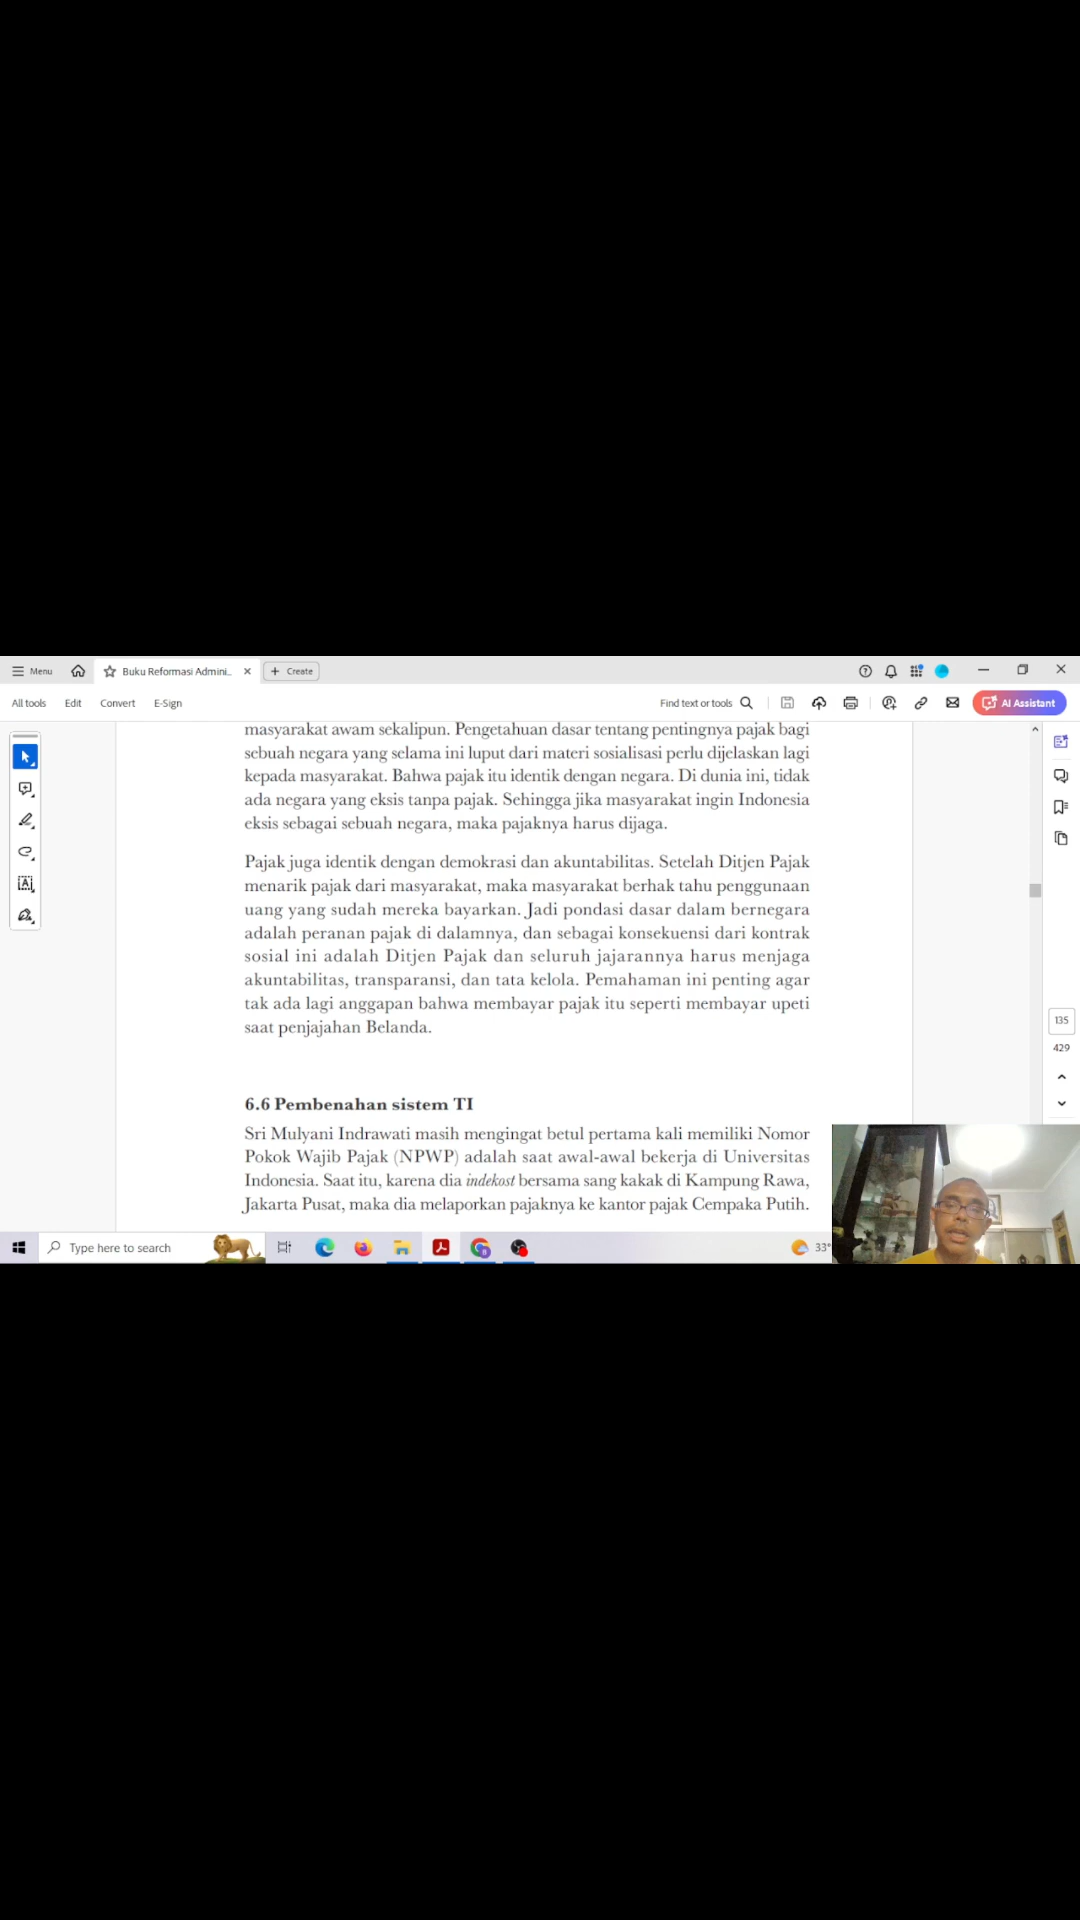 Menu
Buku Reformasi Admini...
Create
All tools
Edit
Convert
E-Sign
Find text or tools
AI Assistant
masyarakat awam sekalipun. Pengetahuan dasar tentang pentingnya pajak bagi
sebuah negara yang selama ini luput dari materi sosialisasi perlu dijelaskan lagi
kepada masyarakat. Bahwa pajak itu identik dengan negara. Di dunia ini, tidak
ada negara yang eksis tanpa pajak. Sehingga jika masyarakat ingin Indonesia
eksis sebagai sebuah negara, maka pajaknya harus dijaga.
Pajak juga identik dengan demokrasi dan akuntabilitas. Setelah Ditjen Pajak
menarik pajak dari masyarakat, maka masyarakat berhak tahu penggunaan
uang yang sudah mereka bayarkan. Jadi pondasi dasar dalam bernegara
adalah peranan pajak di dalamnya, dan sebagai konsekuensi dari kontrak
sosial ini adalah Ditjen Pajak dan seluruh jajarannya harus menjaga
akuntabilitas, transparansi, dan tata kelola. Pemahaman ini penting agar
tak ada lagi anggapan bahwa membayar pajak itu seperti membayar upeti
saat penjajahan Belanda.
135
429
6.6 Pembenahan sistem TI
Sri Mulyani Indrawati masih mengingat betul pertama kali memiliki Nomor
Pokok Wajib Pajak (NPWP) adalah saat awal-awal bekerja di Universitas
Indonesia. Saat itu, karena dia indekost bersama sang kakak di Kampung Rawa,
Jakarta Pusat, maka dia melaporkan pajaknya ke kantor pajak Cempaka Putih.
Type here to search
33°